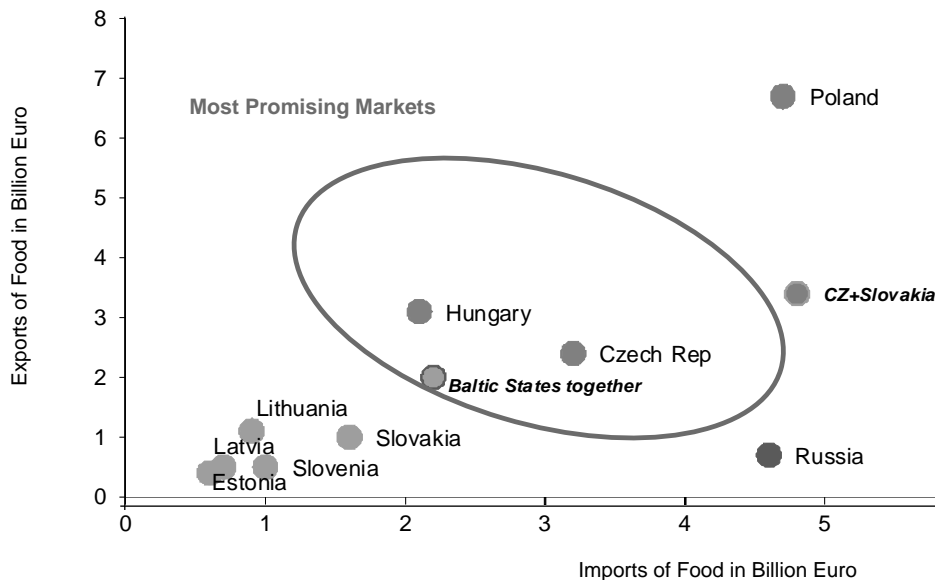 Exports of Food in Billion Euro
8
7
6
5
4
3
2
1
0
Most Promising Markets
Poland
CZ+Slovakia
Hungary
Czech Rep
Baltic States together
Lithuania
Slovakia
Latvia
Slovenia
Estonia
Russia
0 1 2 3 4 5
Imports of Food in Billion Euro